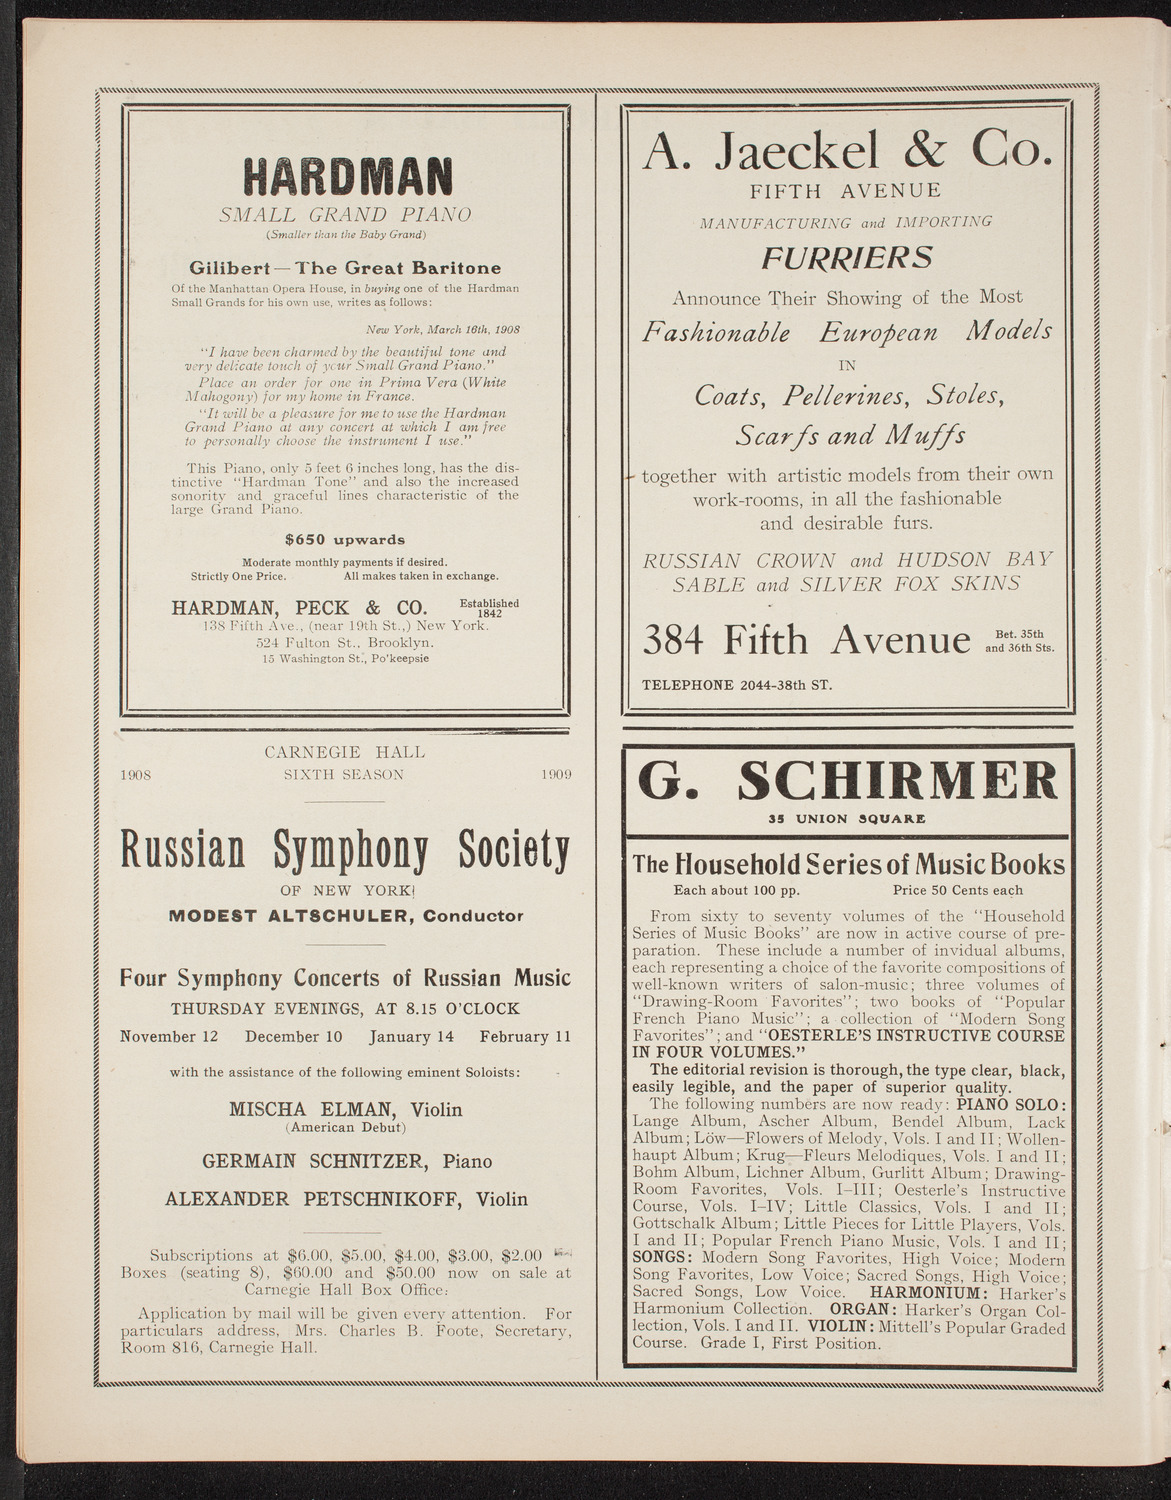 HARDMAN
SMALL GRAND PIANO
(Smaller than the Baby Grand)
Gilibert—The Great Baritone
Of the Manhattan Opera House, in buying one of the Hardman
Small Grands for his own use, writes as follows:
New York, March 16th, 1908
"I have been charmed by the beautiful tone and
very delicate touch of your Small Grand Piano."
Place an order for one in Prima Vera (White
Mahogony) for my home in France.
"It will be a pleasure for me to use the Hardman
Grand Piano at any concert at which I am free
to personally choose the instrument I use."
This Piano, only 5 feet 6 inches long, has the dis-
tinctive "Hardman Tone" and also the increased
sonority and graceful lines characteristic of the
large Grand Piano.
$650 upwards
Moderate monthly payments if desired.
Strictly One Price. All makes taken in exchange.
HARDMAN, PECK & CO. Established 1842
138 Fifth Ave., (near 19th St.,) New York.
524 Fulton St., Brooklyn.
15 Washington St., Po'keepsie
CARNEGIE HALL
1908 SIXTH SEASON 1909
Russian Symphony Society
OF NEW YORK
MODEST ALTSCHULER, Conductor
Four Symphony Concerts of Russian Music
THURSDAY EVENINGS, AT 8.15 O'CLOCK
November 12 December 10 January 14 February 11
with the assistance of the following eminent Soloists:
MISCHA ELMAN, Violin
(American Debut)
GERMAIN SCHNITZER, Piano
ALEXANDER PETSCHNIKOFF, Violin
Subscriptions at $6.00, $5.00, $4.00, $3.00, $2.00
Boxes (seating 8), $60.00 and $50.00 now on sale at
Carnegie Hall Box Office:
Application by mail will be given every attention. For
particulars address, Mrs. Charles B. Foote, Secretary,
Room 816, Carnegie Hall.
A. Jaeckel & Co.
FIFTH AVENUE
MANUFACTURING and IMPORTING
FURRIERS
Announce Their Showing of the Most
Fashionable European Models
IN
Coats, Pellerines, Stoles,
Scarfs and Muffs
together with artistic models from their own
work-rooms, in all the fashionable
and desirable furs.
RUSSIAN CROWN and HUDSON BAY
SABLE and SILVER FOX SKINS
384 Fifth Avenue Bet. 35th and 36th Sts.
TELEPHONE 2044-38th ST.
G. SCHIRMER
35 UNION SQUARE
The Household Series of Music Books
Each about 100 pp. Price 50 Cents each
From sixty to seventy volumes of the "Household
Series of Music Books" are now in active course of pre-
paration. These include a number of invidual albums,
each representing a choice of the favorite compositions of
well-known writers of salon-music; three volumes of
"Drawing-Room Favorites"; two books of "Popular
French Piano Music"; a collection of "Modern Song
Favorites"; and "OESTERLE'S INSTRUCTIVE COURSE
IN FOUR VOLUMES."
The editorial revision is thorough, the type clear, black,
easily legible, and the paper of superior quality.
The following numbers are now ready: PIANO SOLO:
Lange Album, Ascher Album, Bendel Album, Lack
Album; Löw—Flowers of Melody, Vols. I and II; Wollen-
haupt Album; Krug—Fleurs Mélodiques, Vols. I and II;
Bohm Album, Lichner Album, Gurlitt Album; Drawing-
Room Favorites, Vols. I–III; Oesterle's Instructive
Course, Vols. I–IV; Little Classics, Vols. I and II;
Gottschalk Album; Little Pieces for Little Players, Vols.
I and II; Popular French Piano Music, Vols. I and II;
SONGS: Modern Song Favorites, High Voice; Modern
Song Favorites, Low Voice; Sacred Songs, High Voice;
Sacred Songs, Low Voice. HARMONIUM: Harker's
Harmonium Collection. ORGAN: Harker's Organ Col-
lection, Vols. I and II. VIOLIN: Mittell's Popular Graded
Course. Grade I, First Position.